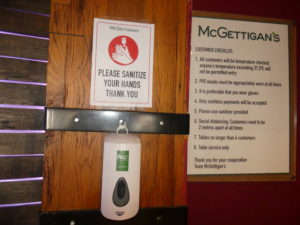 McGettigan's
PLEASE SANITIZE
YOUR HANDS
THANK YOU
McGETTIGAN'S
CUSTOMER CHECKLIST
1. All customers will be temperature checked,
anyone's temperature exceeding 37.5°C will
not be permitted entry
2. PPE masks must be appropriately worn at all times
3. It is preferable that you wear gloves
4. Only cashless payments will be accepted
5. Please use sanitizer provided
6. Social distancing: Customers need to be
2 metres apart at all times
7. Tables no larger than 4 customers
8. Table service only
Thank you for your cooperation
Team McGettigan's